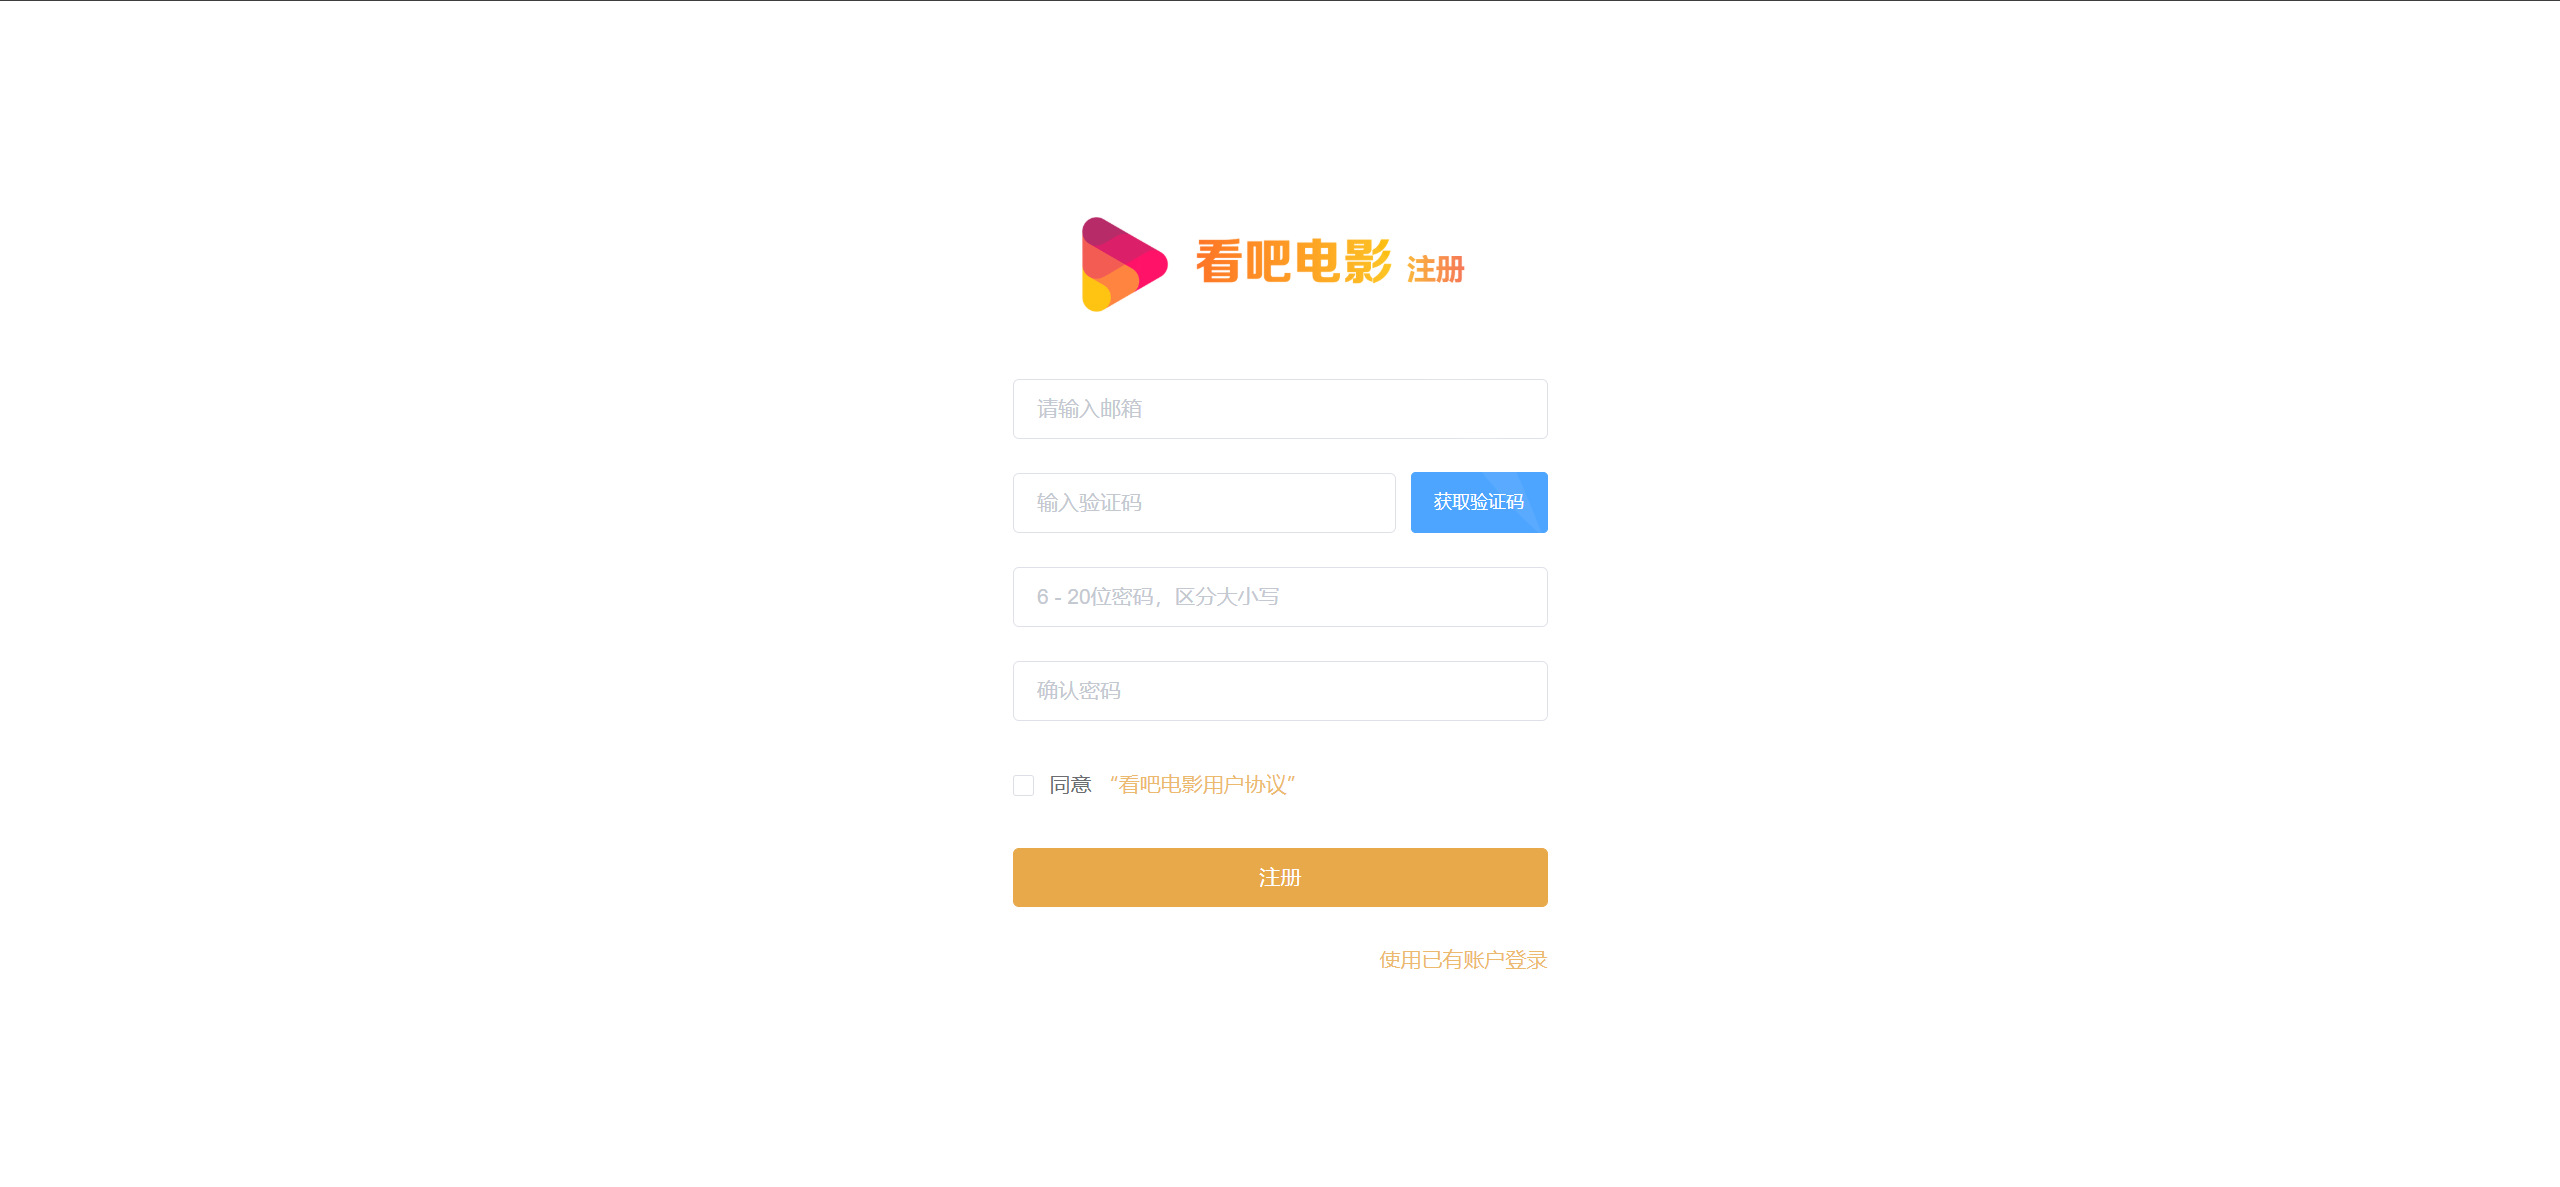 看吧电影 注册
请输入邮箱
输入验证码 获取验证码
6 - 20位密码，区分大小写
确认密码
同意 “看吧电影用户协议”
注册
使用已有账户登录